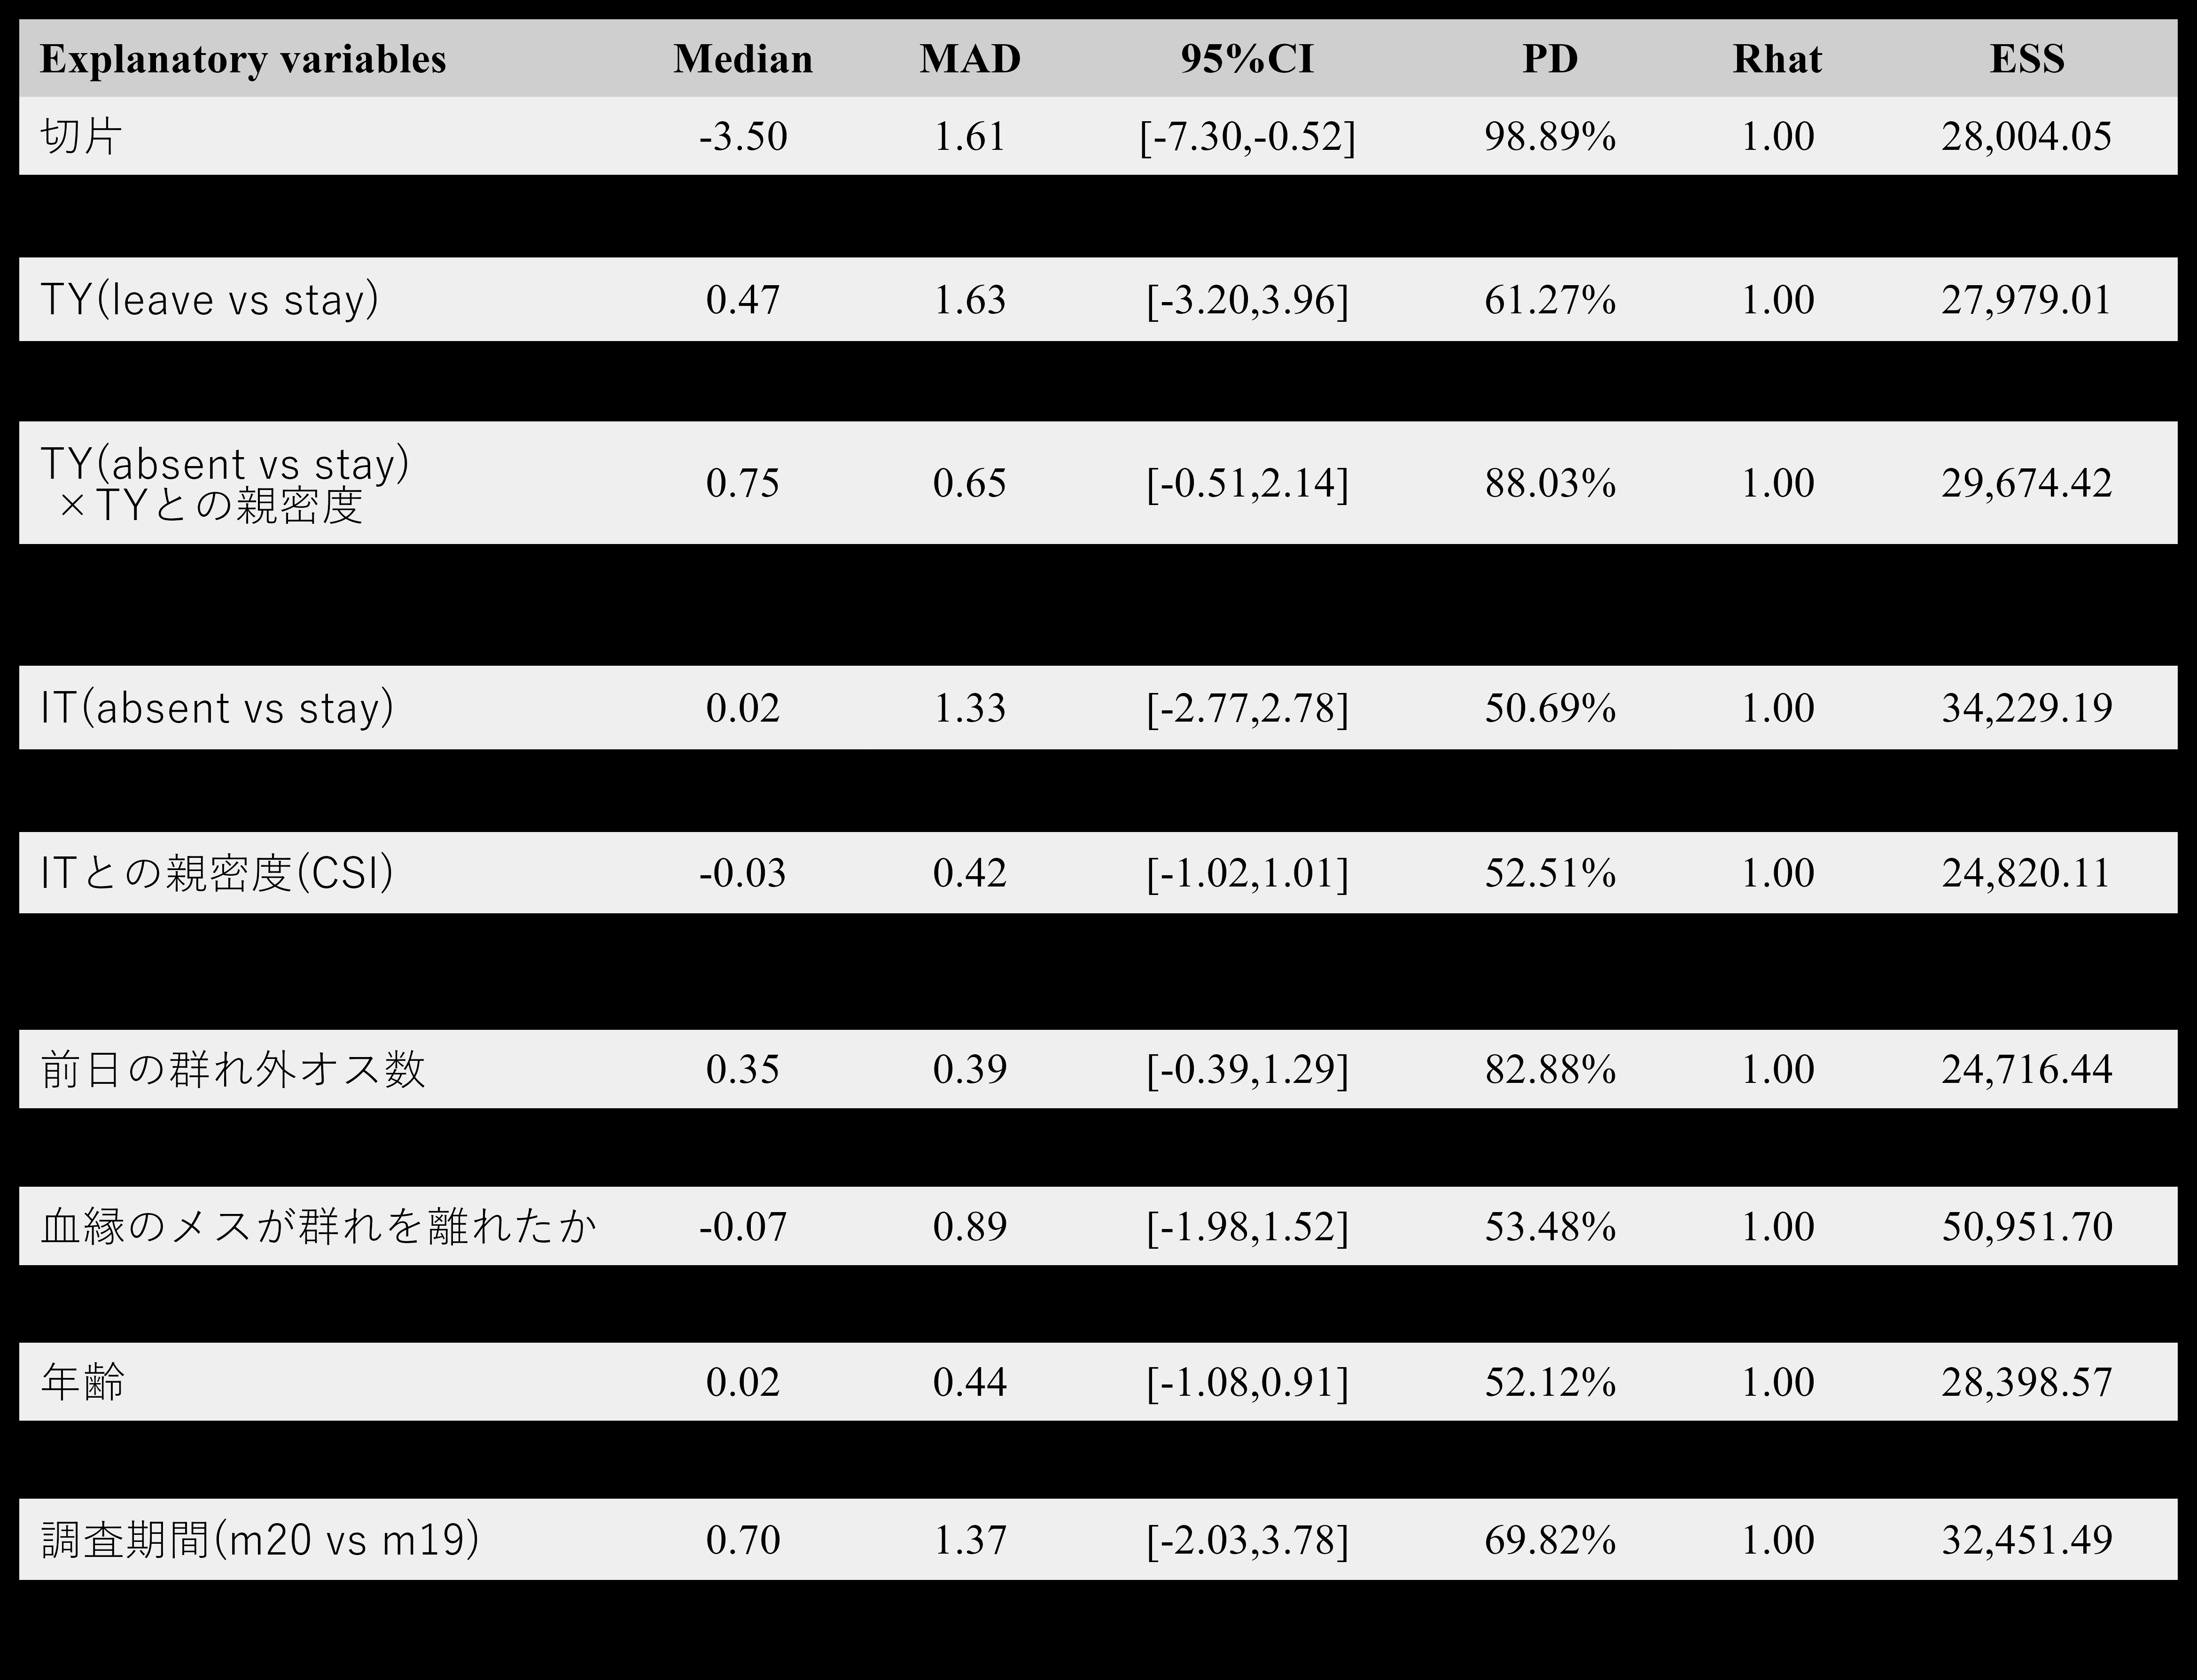 Explanatory variables Median MAD 95%CI PD Rhat ESS
切片 -3.50 1.61 [-7.30,-0.52] 98.89% 1.00 28,004.05
TY(leave vs stay) 0.47 1.63 [-3.20,3.96] 61.27% 1.00 27,979.01
TY(absent vs stay)
×TYとの親密度 0.75 0.65 [-0.51,2.14] 88.03% 1.00 29,674.42
IT(absent vs stay) 0.02 1.33 [-2.77,2.78] 50.69% 1.00 34,229.19
ITとの親密度(CSI) -0.03 0.42 [-1.02,1.01] 52.51% 1.00 24,820.11
前日の群れ外オス数 0.35 0.39 [-0.39,1.29] 82.88% 1.00 24,716.44
血縁のメスが群れを離れたか -0.07 0.89 [-1.98,1.52] 53.48% 1.00 50,951.70
年齢 0.02 0.44 [-1.08,0.91] 52.12% 1.00 28,398.57
調査期間(m20 vs m19) 0.70 1.37 [-2.03,3.78] 69.82% 1.00 32,451.49